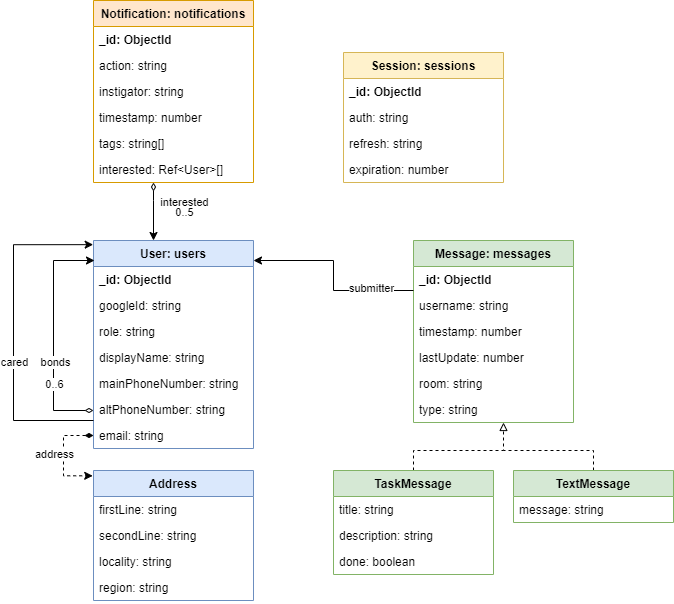 Notification: notifications
_id: ObjectId
action: string
instigator: string
timestamp: number
tags: string[]
interested: Ref<User>[]
Session: sessions
_id: ObjectId
auth: string
refresh: string
expiration: number
interested
0..5
User: users
_id: ObjectId
googleId: string
role: string
displayName: string
mainPhoneNumber: string
altPhoneNumber: string
email: string
cared
bonds
0..6
address
submitter
Message: messages
_id: ObjectId
username: string
timestamp: number
lastUpdate: number
room: string
type: string
Address
firstLine: string
secondLine: string
locality: string
region: string
TaskMessage
title: string
description: string
done: boolean
TextMessage
message: string